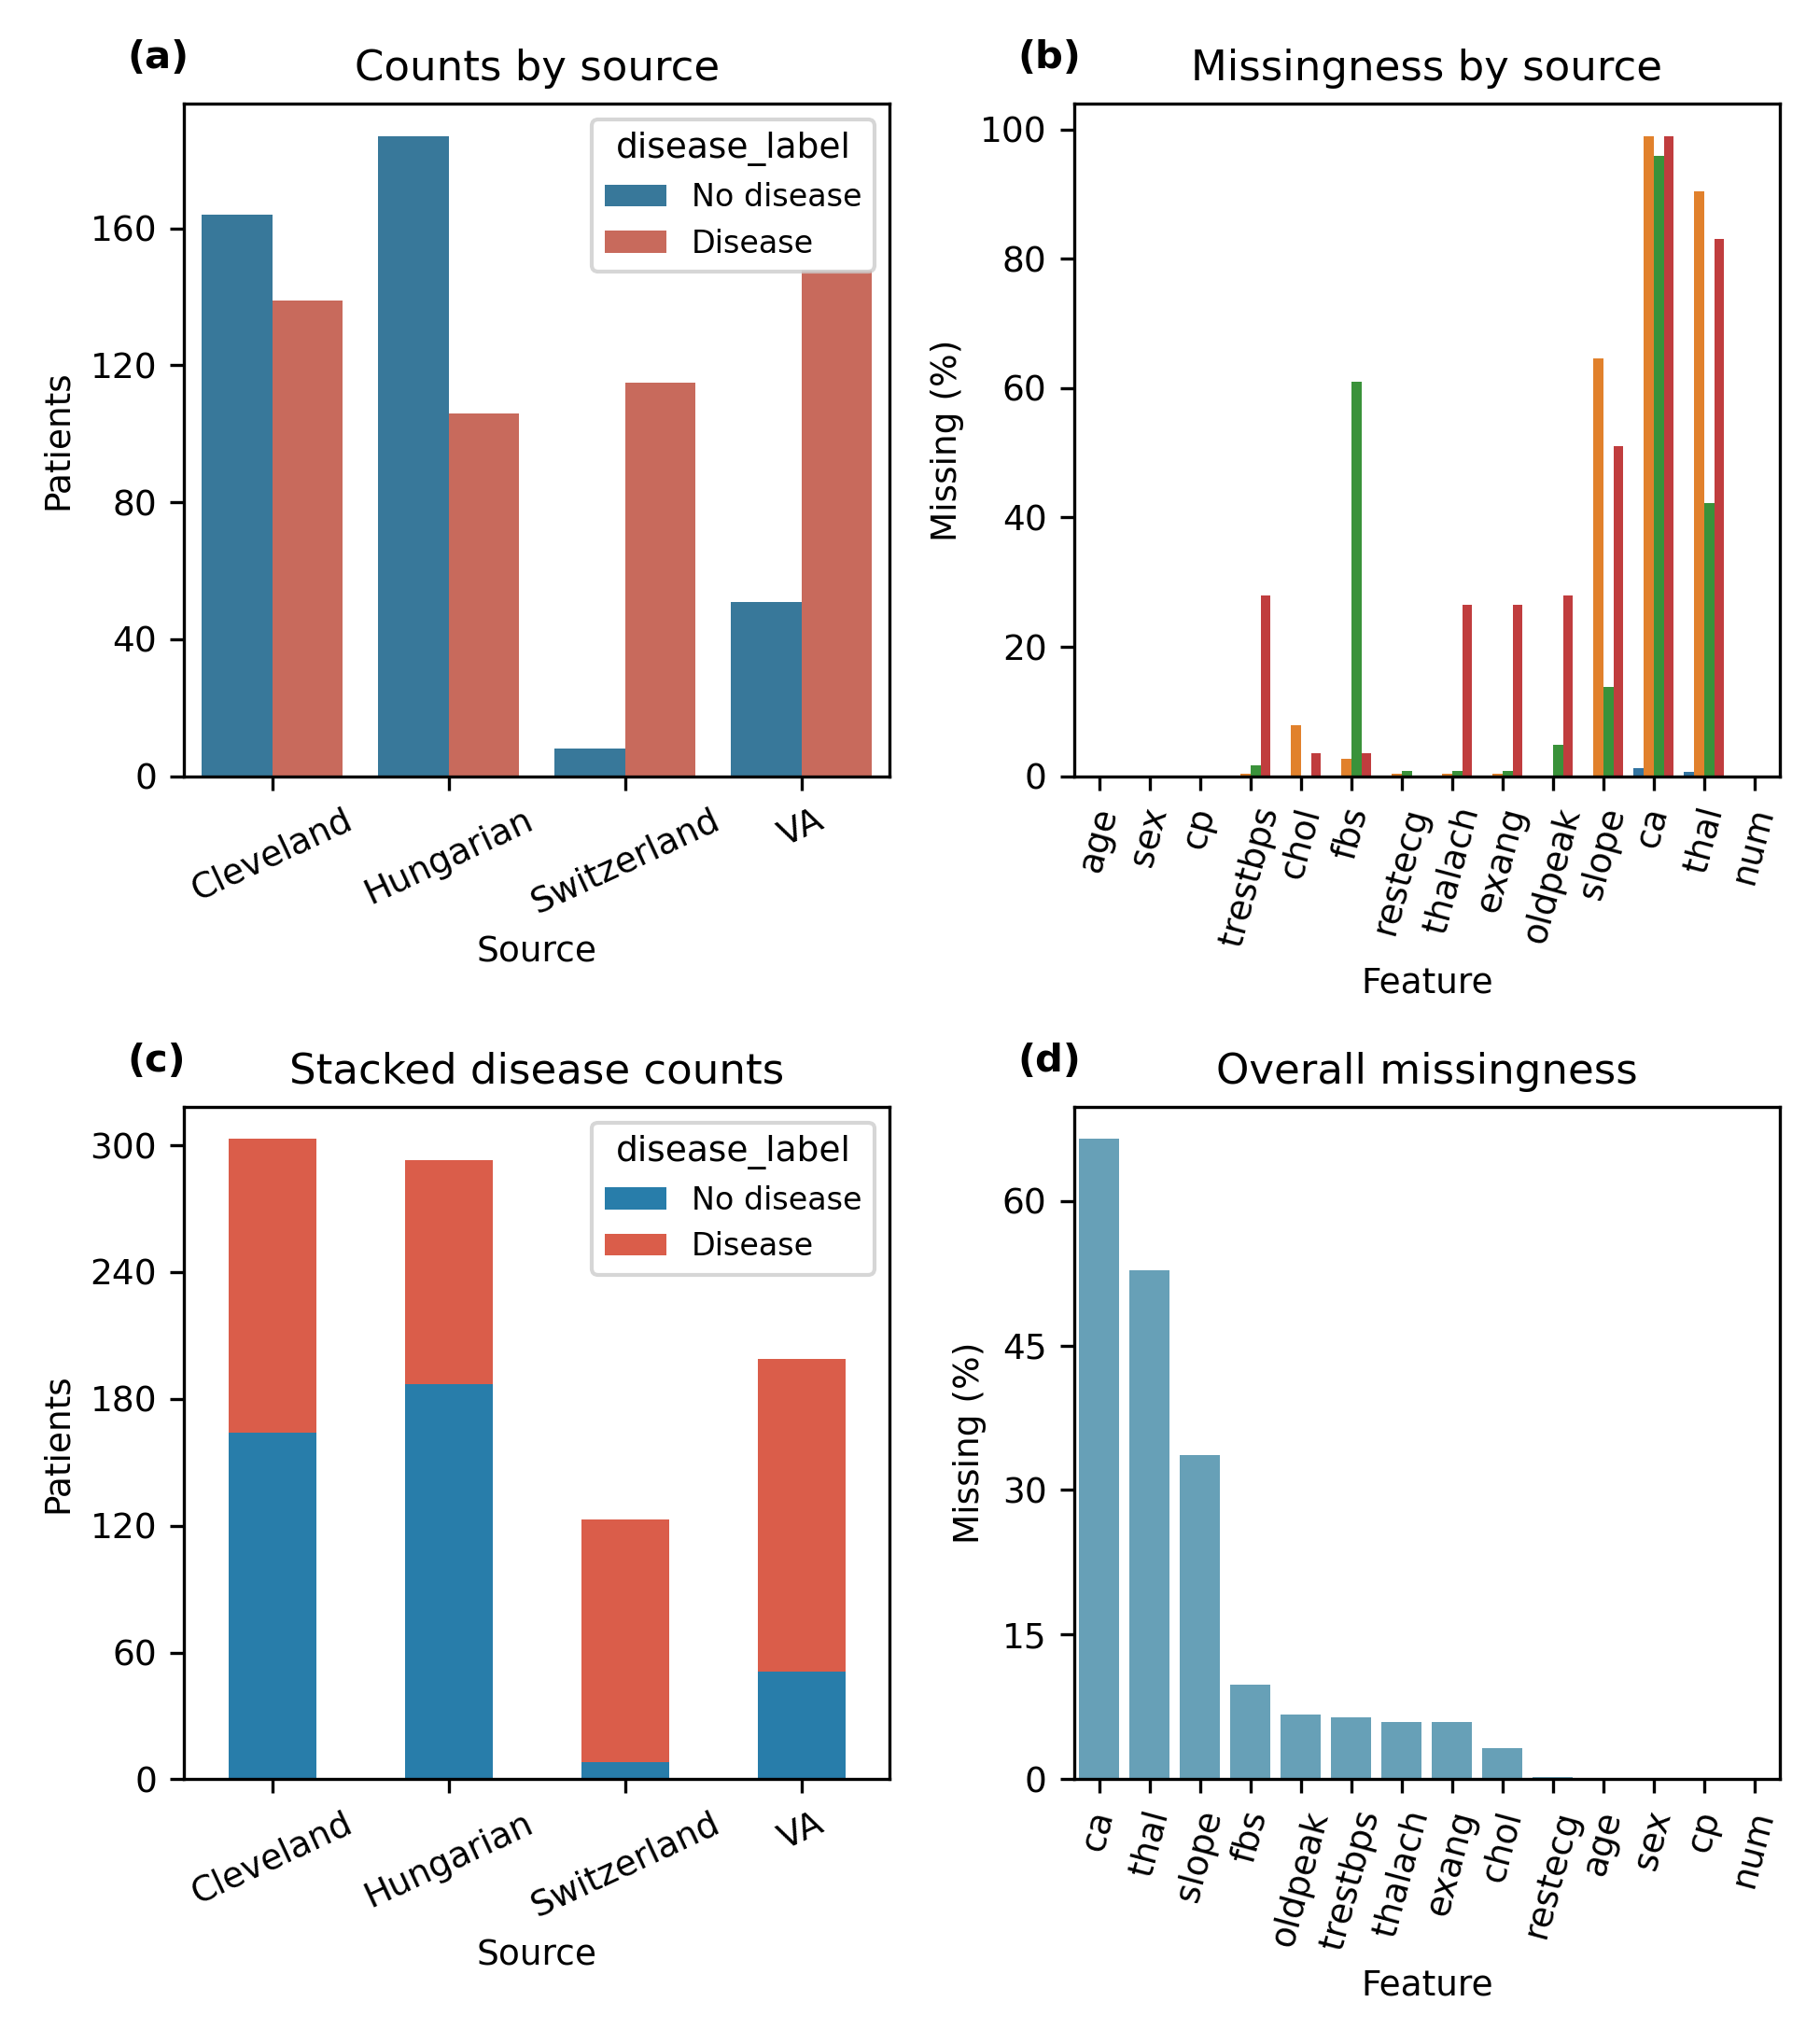 (a) Counts by source
disease_label
No disease
Disease
160
120
80
40
0
Patients
Cleveland
Hungarian
Switzerland
VA
Source
(b) Missingness by source
100
80
60
40
20
0
Missing (%)
age
sex
cp
trestbps
chol
fbs
restecg
thalach
exang
oldpeak
slope
ca
thal
num
Feature
(c) Stacked disease counts
disease_label
No disease
Disease
300
240
180
120
60
0
Patients
Cleveland
Hungarian
Switzerland
VA
Source
(d) Overall missingness
60
45
30
15
0
Missing (%)
ca
thal
slope
fbs
oldpeak
trestbps
thalach
exang
chol
restecg
age
sex
cp
num
Feature